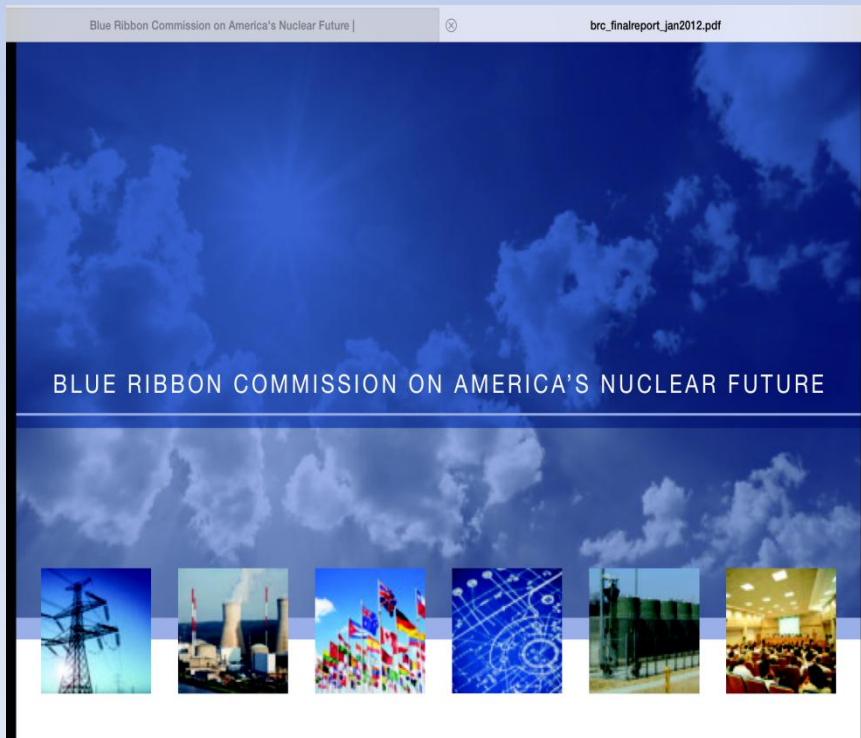 Blue Ribbon Commission on America's Nuclear Future |
brc_finalreport_jan2012.pdf
BLUE RIBBON COMMISSION ON AMERICA'S NUCLEAR FUTURE